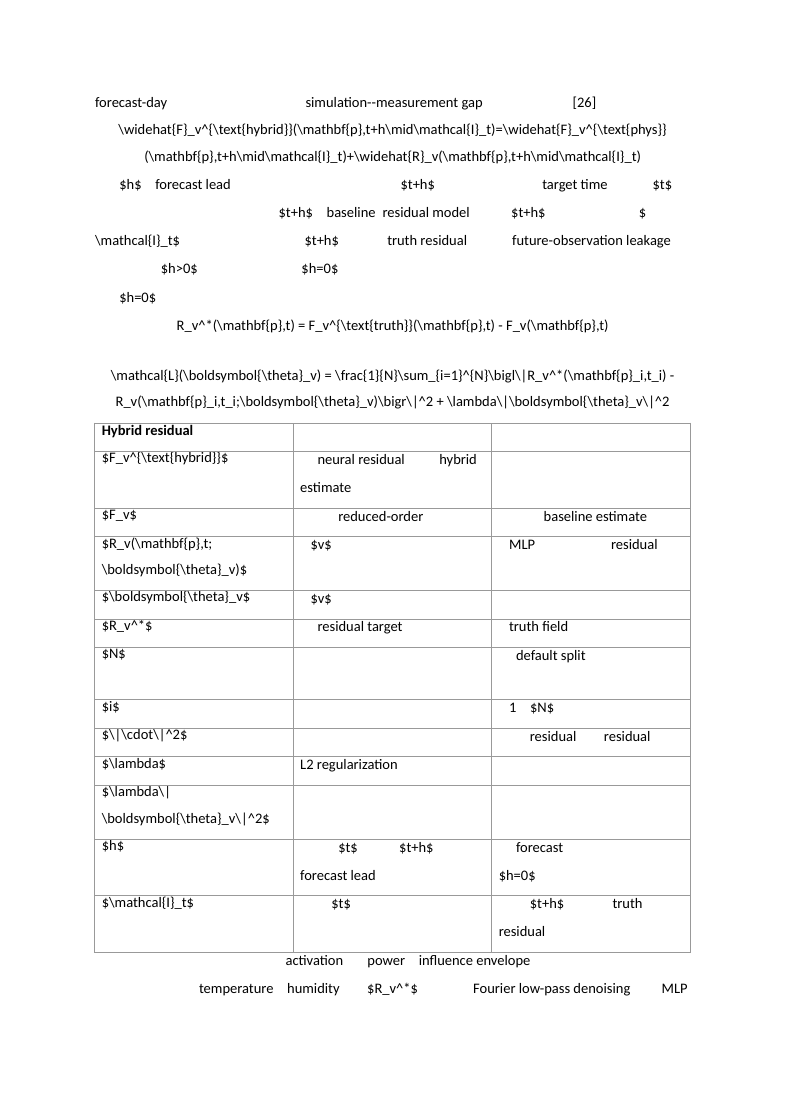 forecast-day simulation--measurement gap [26]
\widehat{F}_v^{\text{hybrid}}(\mathbf{p},t+h\mid\mathcal{I}_t)=\widehat{F}_v^{\text{phys}}
(\mathbf{p},t+h\mid\mathcal{I}_t)+\widehat{R}_v(\mathbf{p},t+h\mid\mathcal{I}_t)
$h$ forecast lead $t+h$ target time $t$
$t+h$ baseline residual model $t+h$ $
\mathcal{I}_t$ $t+h$ truth residual future-observation leakage
$h>0$ $h=0$
$h=0$
R_v^*(\mathbf{p},t) = F_v^{\text{truth}}(\mathbf{p},t) - F_v(\mathbf{p},t)
\mathcal{L}(\boldsymbol{\theta}_v) = \frac{1}{N}\sum_{i=1}^{N}\bigl\|R_v^*(\mathbf{p}_i,t_i) -
R_v(\mathbf{p}_i,t_i;\boldsymbol{\theta}_v)\bigr\|^2 + \lambda\|\boldsymbol{\theta}_v\|^2
Hybrid residual
$F_v^{\text{hybrid}}$ neural residual hybrid
estimate
$F_v$ reduced-order baseline estimate
$R_v(\mathbf{p},t; $v$ MLP residual
\boldsymbol{\theta}_v)$
$\boldsymbol{\theta}_v$ $v$
$R_v^*$ residual target truth field
$N$ default split
$i$ 1 $N$
$\|\cdot\|^2$ residual residual
$\lambda$ L2 regularization
$\lambda\|
\boldsymbol{\theta}_v\|^2$
$h$ $t$ $t+h$ forecast
forecast lead $h=0$
$\mathcal{I}_t$ $t$ $t+h$ truth
residual
activation power influence envelope
temperature humidity $R_v^*$ Fourier low-pass denoising MLP